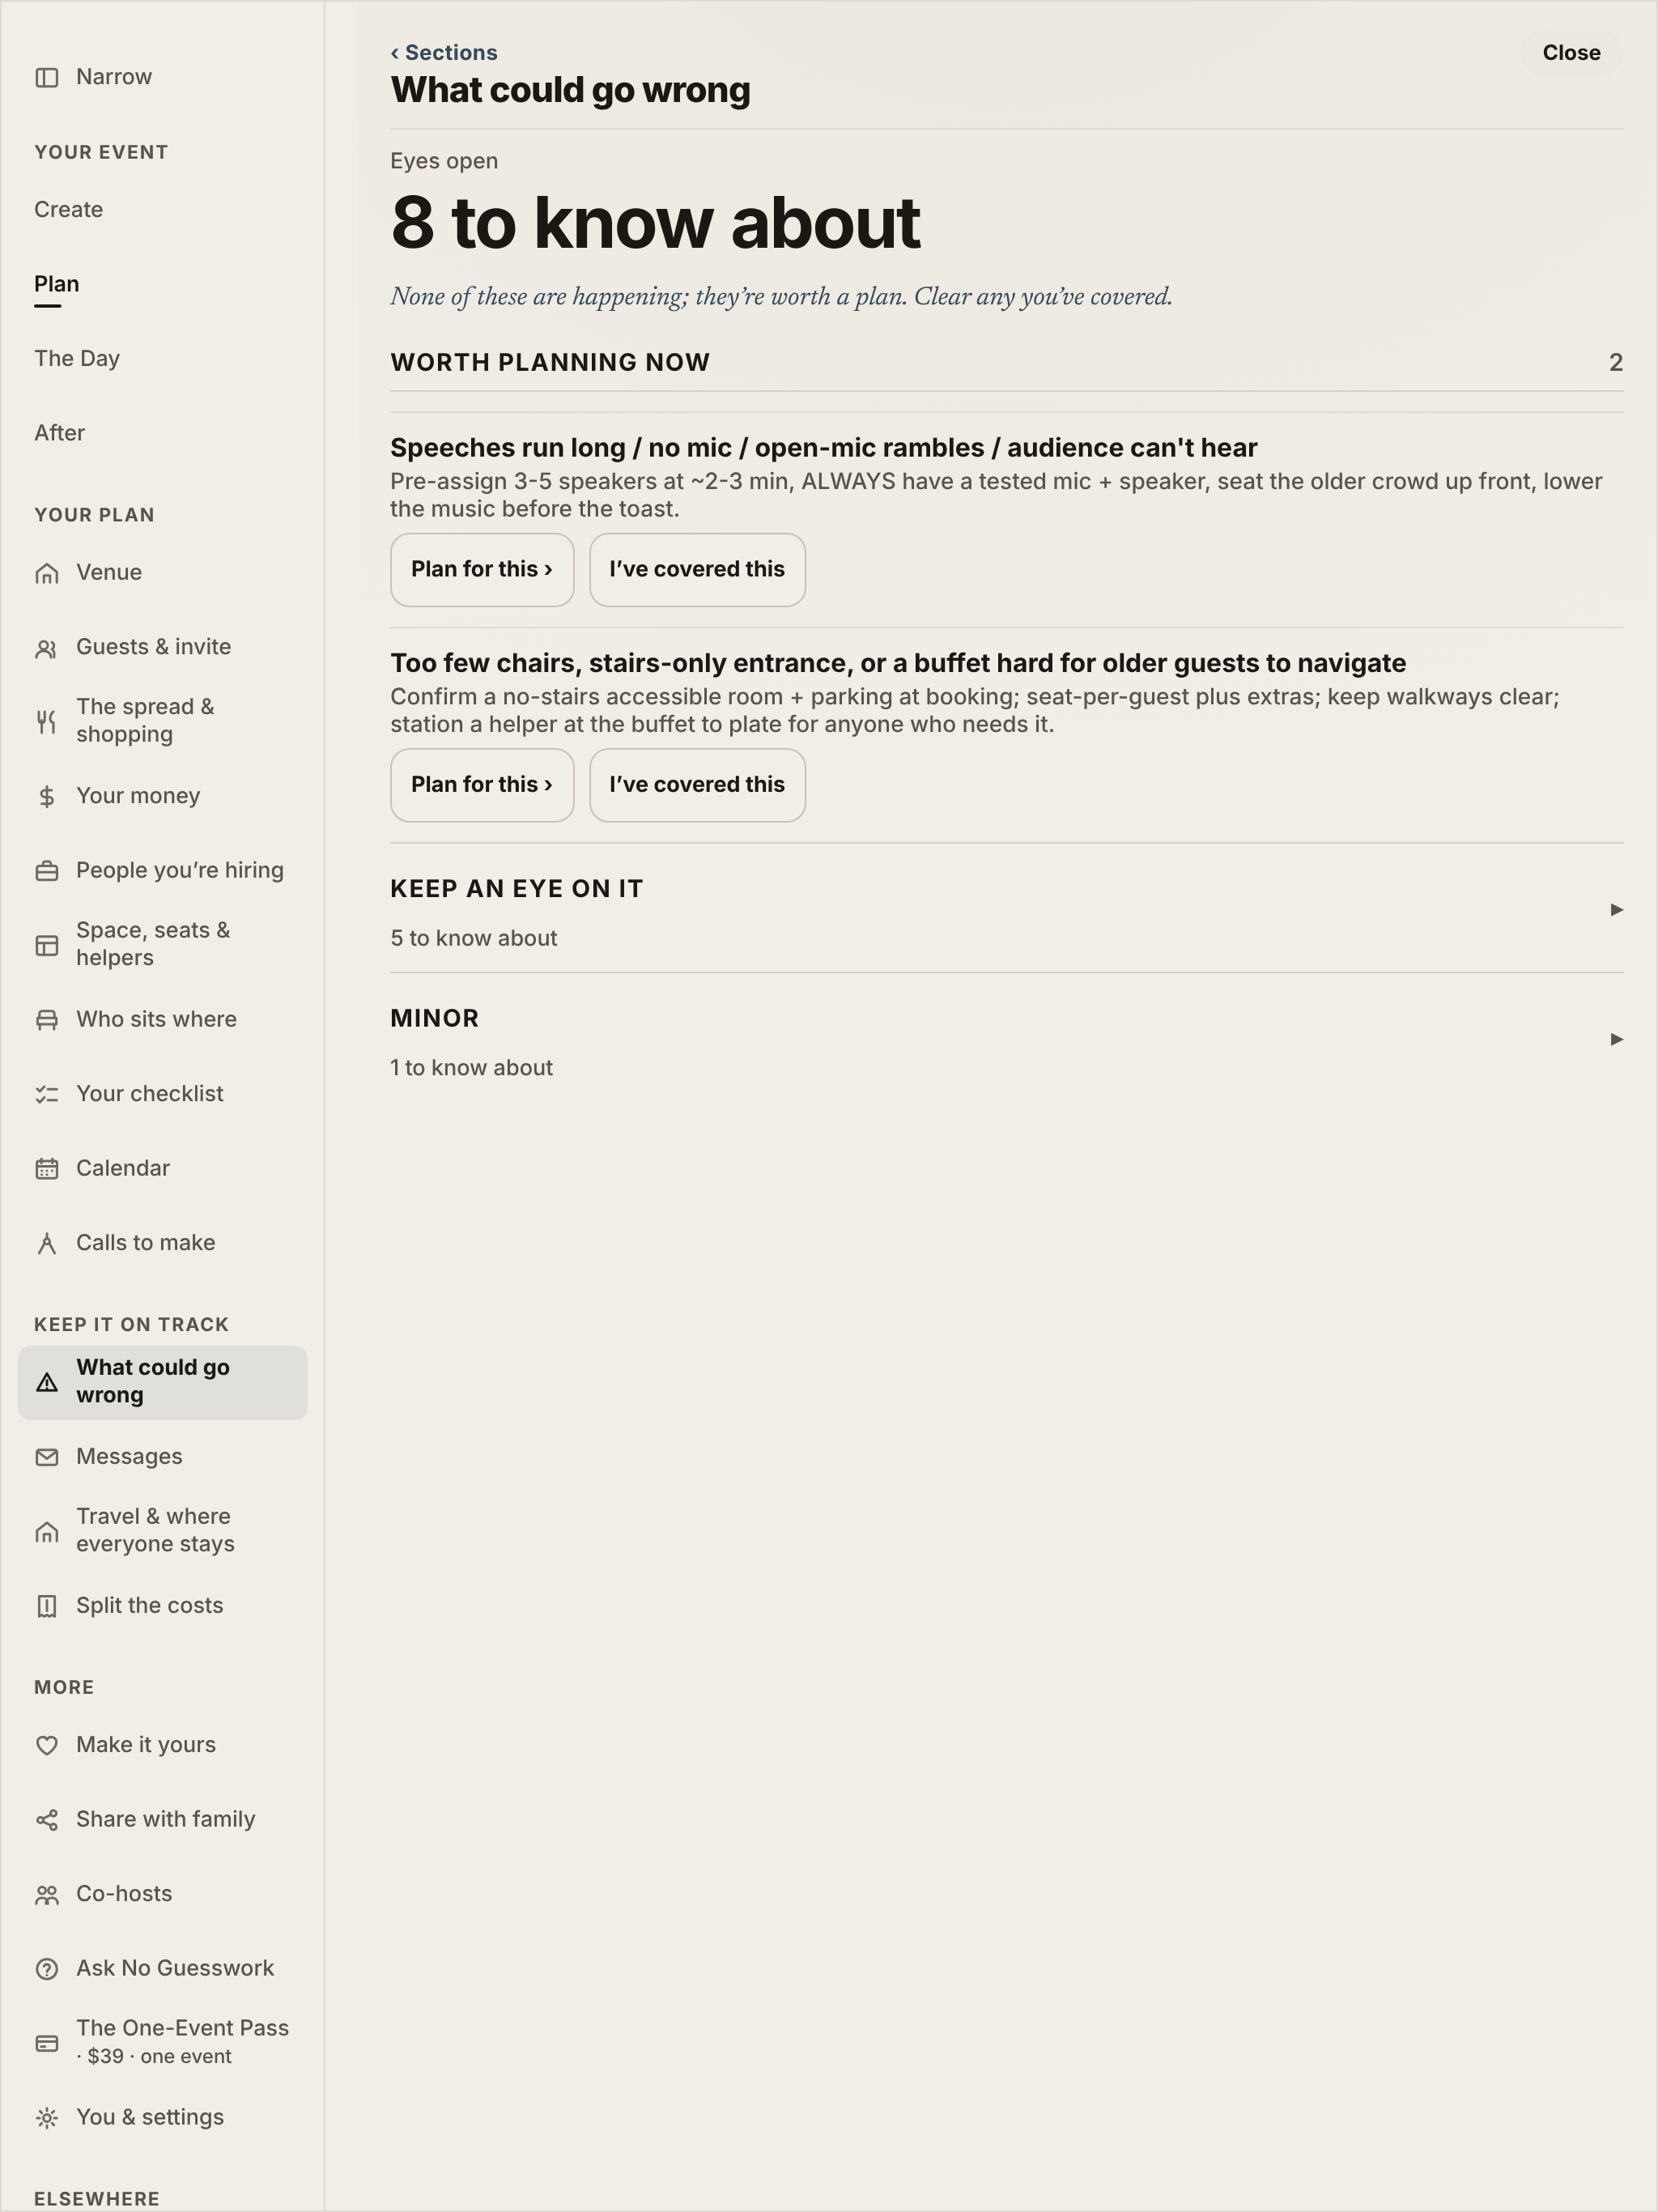 Narrow
YOUR EVENT
Create
Plan
The Day
After
YOUR PLAN
Venue
Guests & invite
The spread &
shopping
Your money
People you’re hiring
Space, seats &
helpers
Who sits where
Your checklist
Calendar
Calls to make
KEEP IT ON TRACK
What could go
wrong
Messages
Travel & where
everyone stays
Split the costs
MORE
Make it yours
Share with family
Co-hosts
Ask No Guesswork
The One-Event Pass
· $39 · one event
You & settings
ELSEWHERE
‹ Sections
Close
What could go wrong
Eyes open
8 to know about
None of these are happening; they’re worth a plan. Clear any you’ve covered.
WORTH PLANNING NOW 2
Speeches run long / no mic / open-mic rambles / audience can't hear
Pre-assign 3-5 speakers at ~2-3 min, ALWAYS have a tested mic + speaker, seat the older crowd up front, lower
the music before the toast.
Plan for this › I’ve covered this
Too few chairs, stairs-only entrance, or a buffet hard for older guests to navigate
Confirm a no-stairs accessible room + parking at booking; seat-per-guest plus extras; keep walkways clear;
station a helper at the buffet to plate for anyone who needs it.
Plan for this › I’ve covered this
KEEP AN EYE ON IT
5 to know about
MINOR
1 to know about